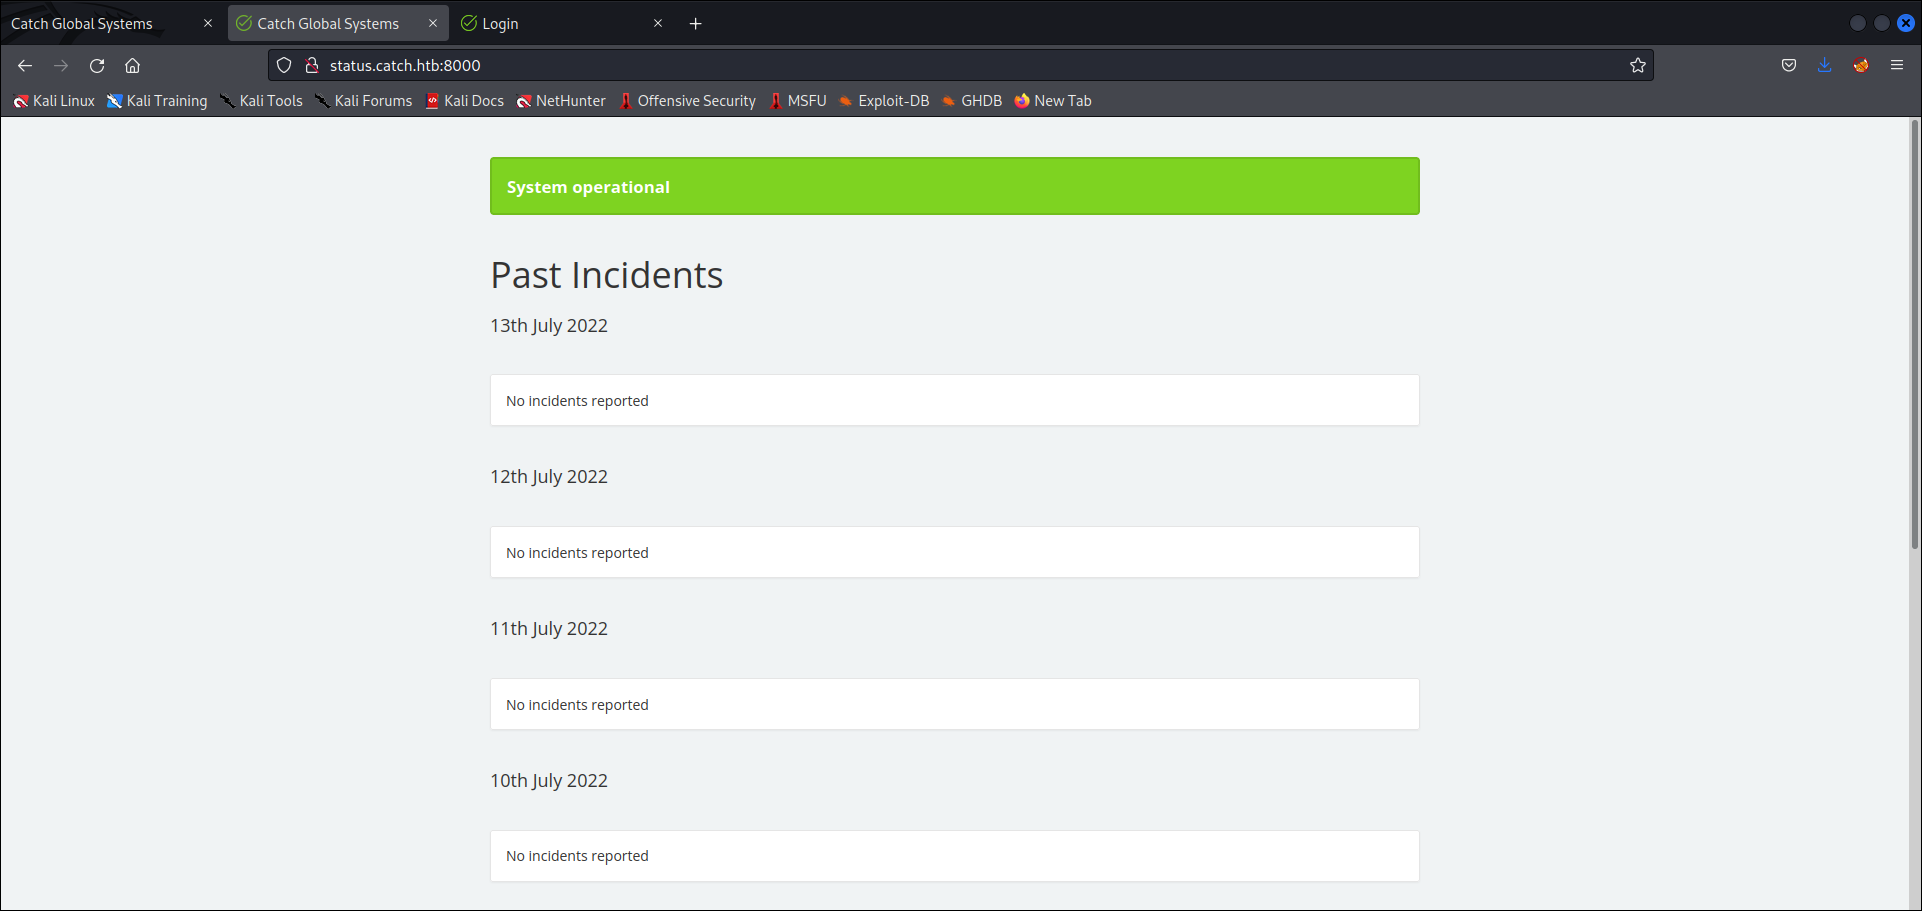 Catch Global Systems
Catch Global Systems
Login
status.catch.htb:8000
Kali Linux
Kali Training
Kali Tools
Kali Forums
Kali Docs
NetHunter
Offensive Security
MSFU
Exploit-DB
GHDB
New Tab
System operational
Past Incidents
13th July 2022
No incidents reported
12th July 2022
No incidents reported
11th July 2022
No incidents reported
10th July 2022
No incidents reported